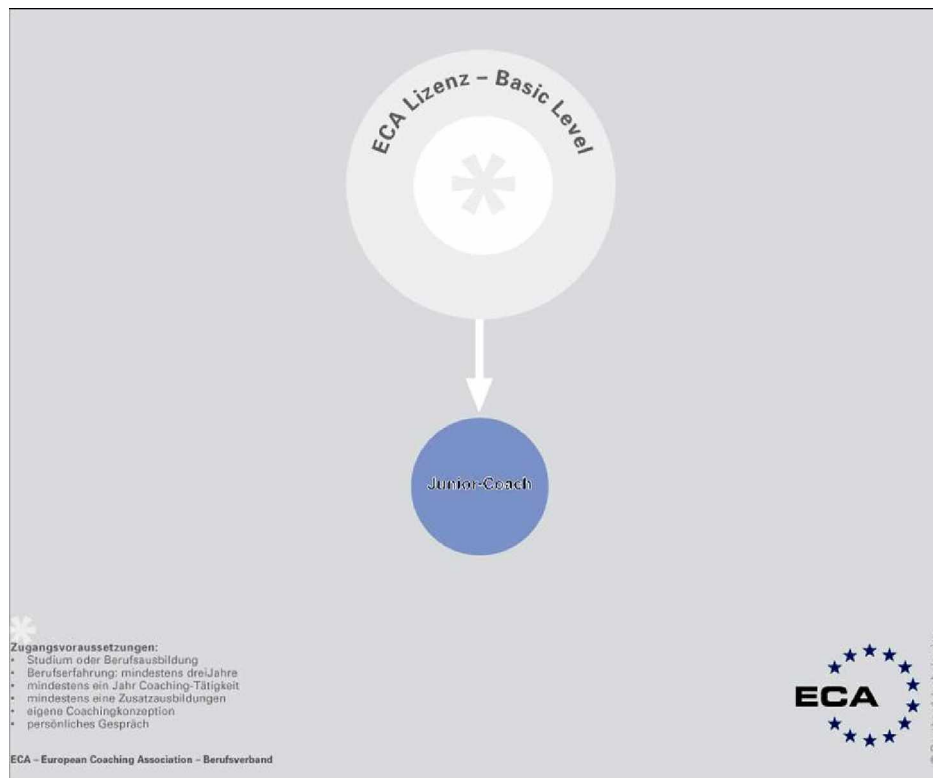 ECA Lizenz – Basic Level
Junior-Coach
Zugangsvoraussetzungen:
• Studium oder Berufsausbildung
• Berufserfahrung: mindestens dreiJahre
• mindestens ein Jahr Coaching-Tätigkeit
• mindestens eine Zusatzausbildungen
• eigene Coachingkonzeption
• persönliches Gespräch
ECA – European Coaching Association – Berufsverband
ECA